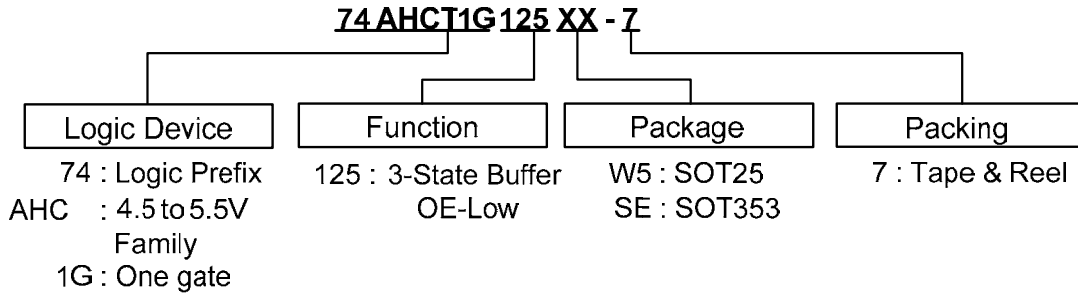 74 AHCT1G 125 XX - 7
Logic Device
74 : Logic Prefix
AHC : 4.5 to 5.5V
Family
1G : One gate
Function
125 : 3-State Buffer
OE-Low
Package
W5 : SOT25
SE : SOT353
Packing
7 : Tape & Reel